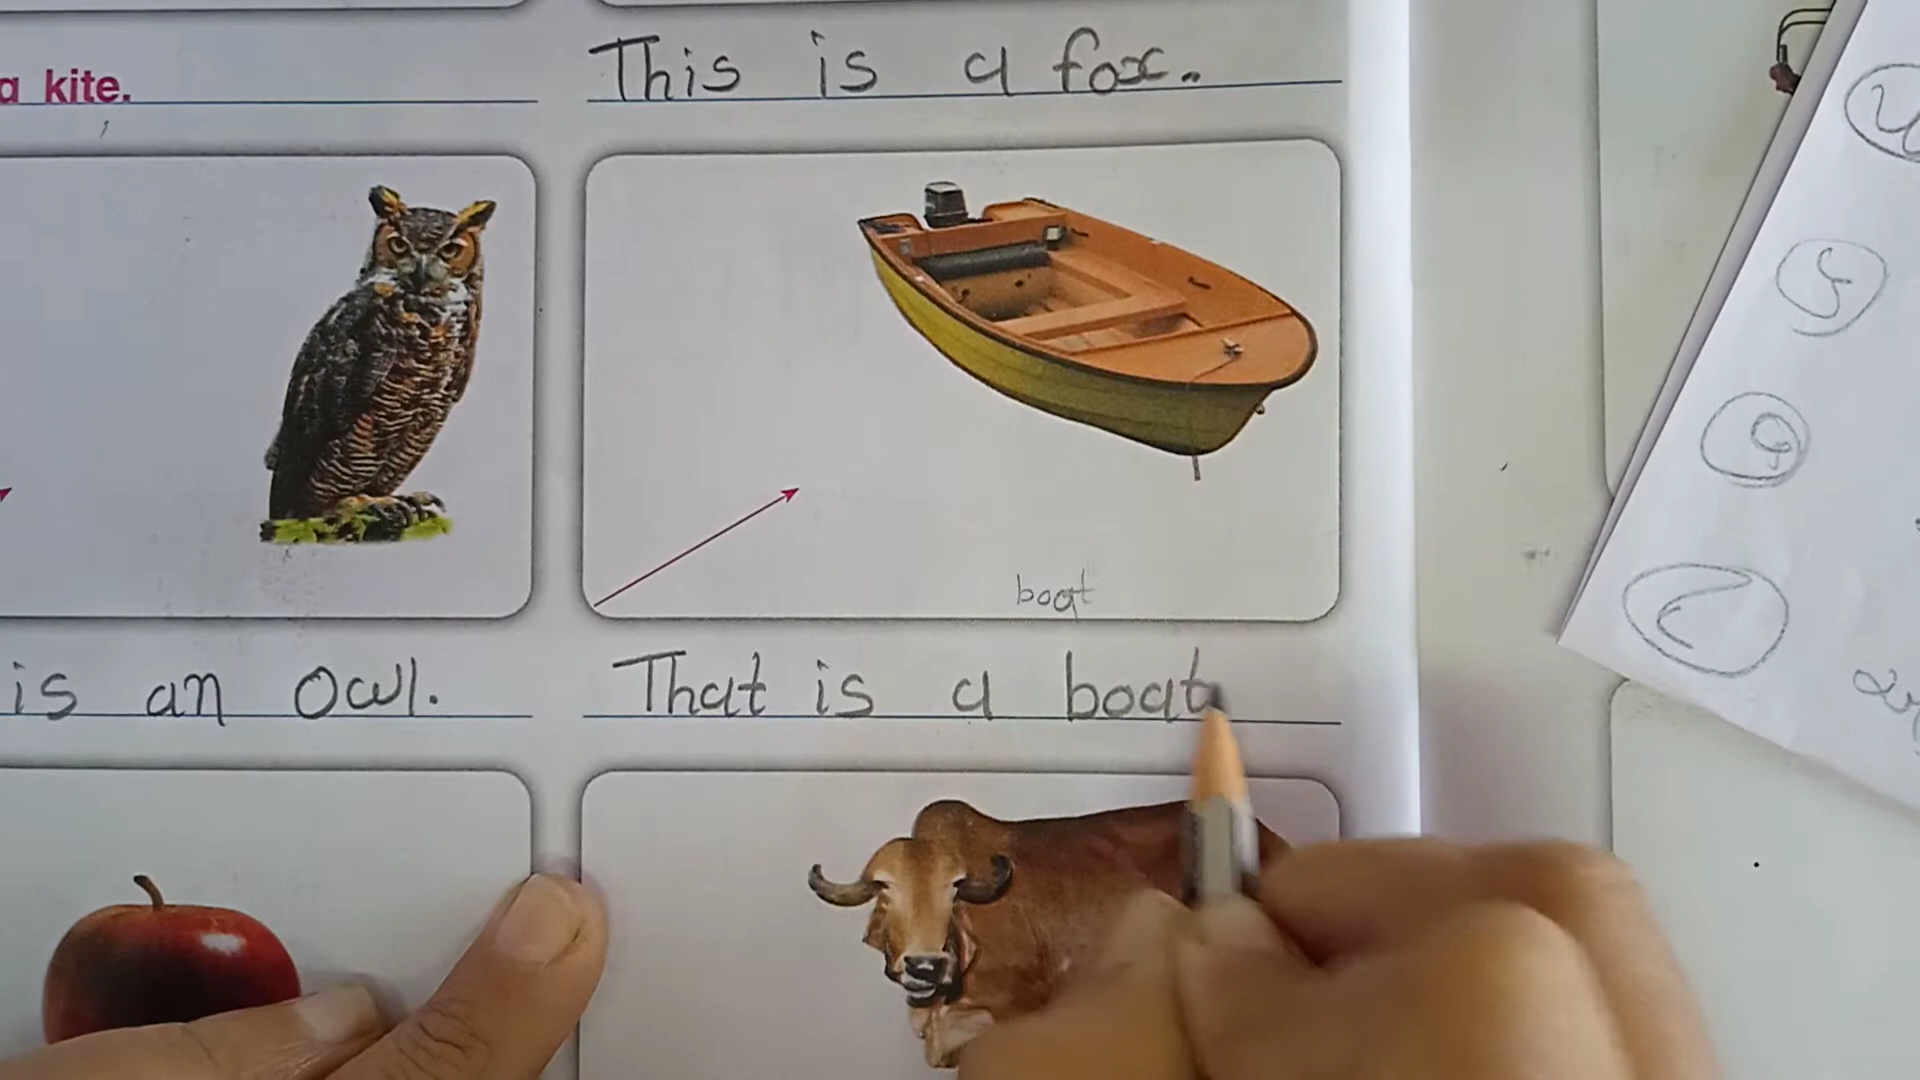 a kite.
This is a fox.
boat
is an owl.
That is a boat